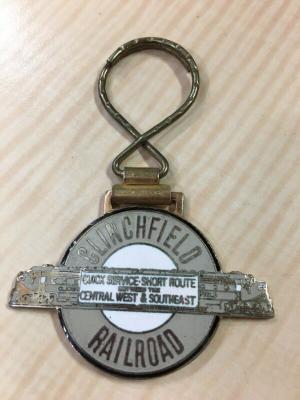 CLINCHFIELD
QUICK SERVICE-SHORT ROUTE
BETWEEN THE
CENTRAL WEST & SOUTHEAST
RAILROAD